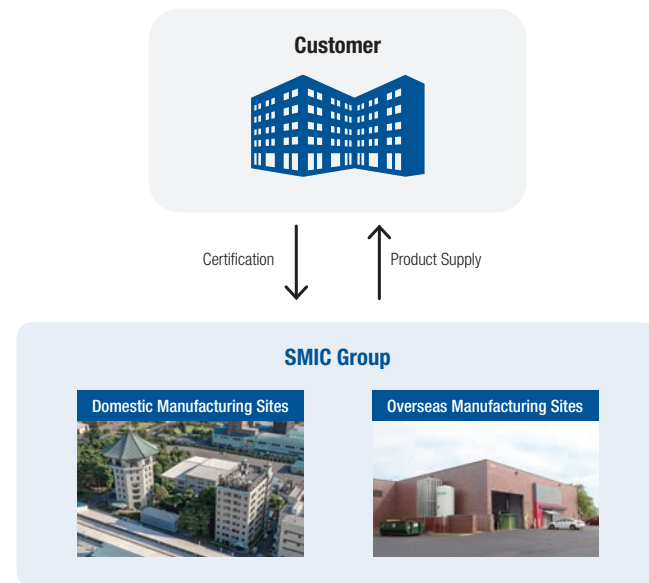 Customer
Certification
Product Supply
SMIC Group
Domestic Manufacturing Sites
Overseas Manufacturing Sites